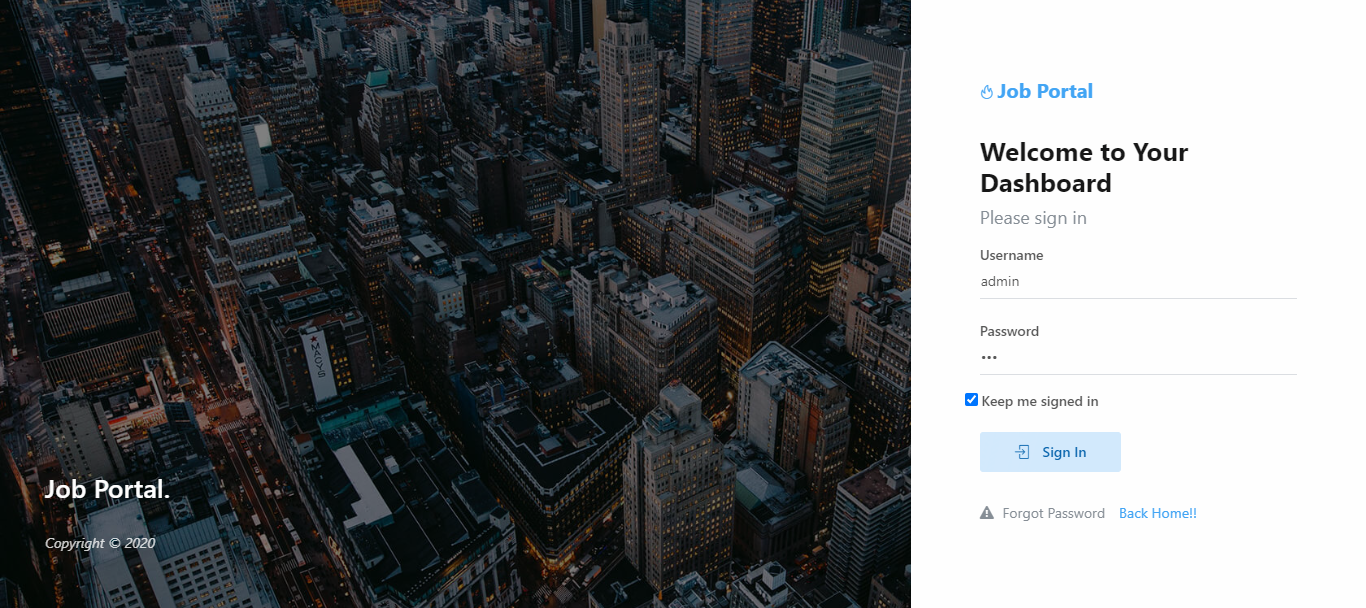 Job Portal
Welcome to Your
Dashboard
Please sign in
Username
admin
Password
•••
Keep me signed in
Sign In
Forgot Password Back Home!!
MACYS
Job Portal.
Copyright © 2020